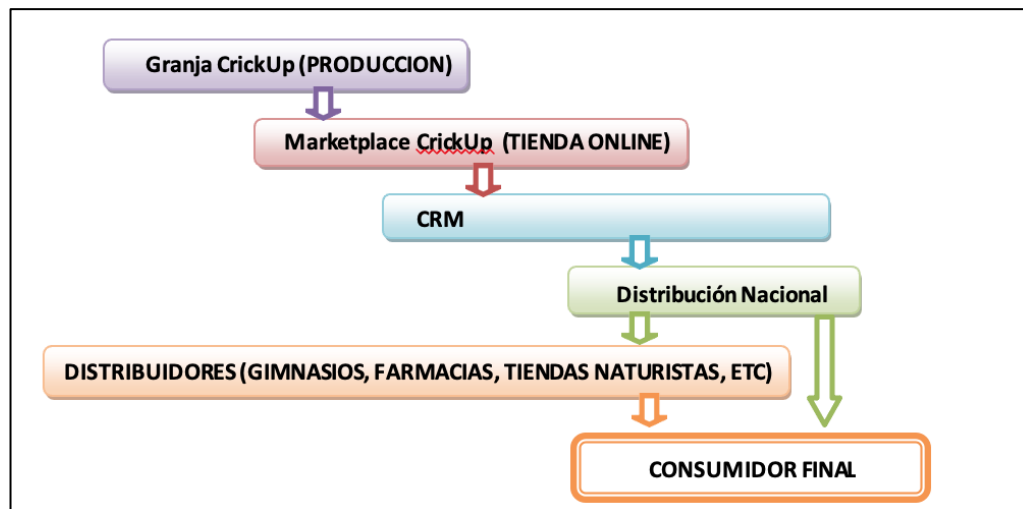 Granja CrickUp (PRODUCCION)
Marketplace CrickUp (TIENDA ONLINE)
CRM
Distribución Nacional
DISTRIBUIDORES (GIMNASIOS, FARMACIAS, TIENDAS NATURISTAS, ETC)
CONSUMIDOR FINAL